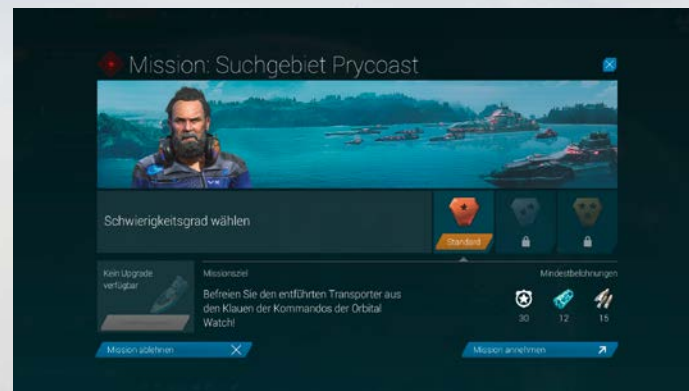 Mission: Suchgebiet Prycoast
Schwierigkeitsgrad wählen
Standard
Kein Upgrade
verfügbar
Missionsziel
Befreien Sie den entführten Transporter aus
den Klauen der Kommandos der Orbital
Watch!
Mindestbelohnungen
30 12 15
Mission ablehnen
Mission annehmen